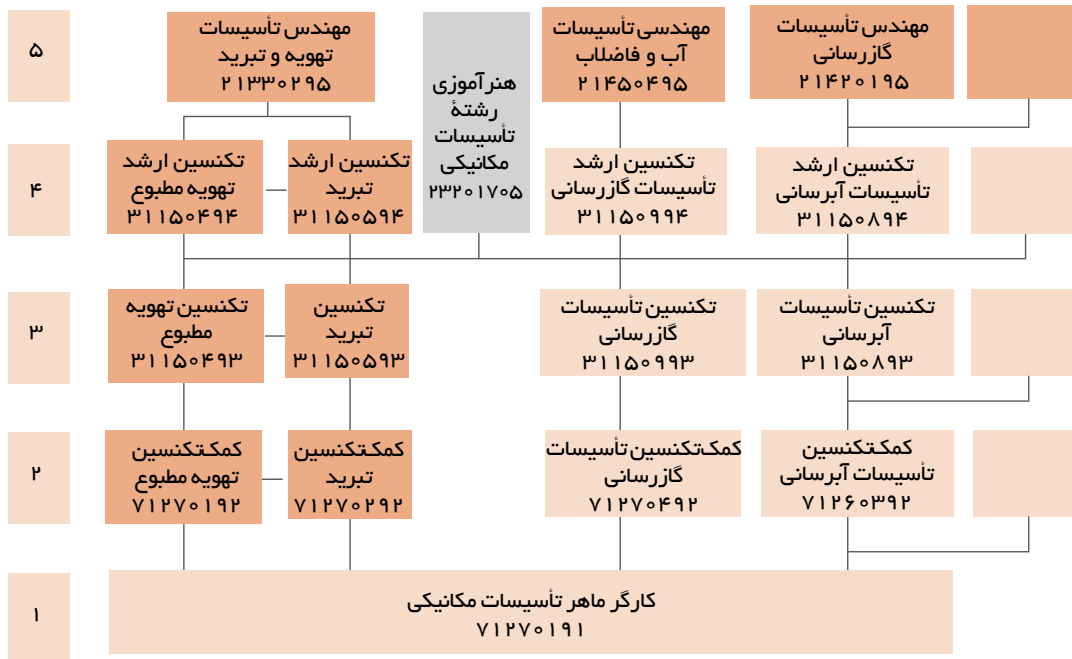 ۵
مهندس تأسیسات
تهویه و تبرید
۲۱۳۳۰۲۹۵
هنرآموزی
رشتهٔ
تأسیسات
مکانیکی
۲۳۲۰۱۷۰۵
مهندسی تأسیسات
آب و فاضلاب
۲۱۴۵۰۴۹۵
مهندس تأسیسات
گازرسانی
۲۱۴۲۰۱۹۵
۴
تکنسین ارشد
تهویه مطبوع
۳۱۱۵۰۴۹۴
تکنسین ارشد
تبرید
۳۱۱۵۰۵۹۴
تکنسین ارشد
تأسیسات گازرسانی
۳۱۱۵۰۹۹۴
تکنسین ارشد
تأسیسات آبرسانی
۳۱۱۵۰۸۹۴
۳
تکنسین تهویه
مطبوع
۳۱۱۵۰۴۹۳
تکنسین
تبرید
۳۱۱۵۰۵۹۳
تکنسین تأسیسات
گازرسانی
۳۱۱۵۰۹۹۳
تکنسین تأسیسات
آبرسانی
۳۱۱۵۰۸۹۳
۲
کمک‌تکنسین
تهویه مطبوع
۷۱۲۷۰۱۹۲
کمک‌تکنسین
تبرید
۷۱۲۷۰۲۹۲
کمک‌تکنسین تأسیسات
گازرسانی
۷۱۲۷۰۴۹۲
کمک‌تکنسین
تأسیسات آبرسانی
۷۱۲۶۰۳۹۲
۱
کارگر ماهر تأسیسات مکانیکی
۷۱۲۷۰۱۹۱